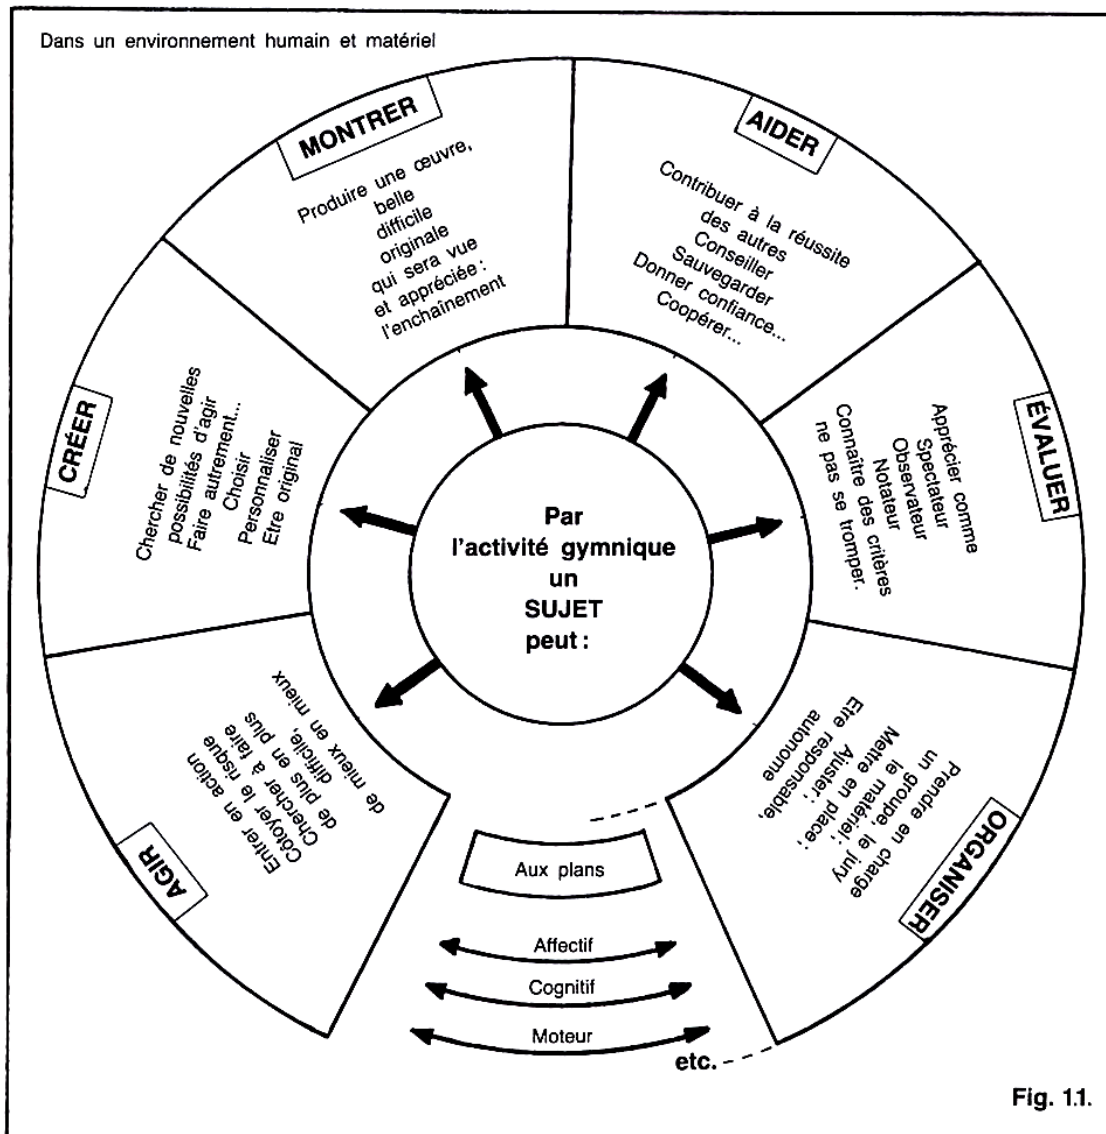 Dans un environnement humain et matériel
MONTRER
Produire une œuvre,
belle
difficile
originale
qui sera vue
et appréciée :
l'enchaînement
AIDER
Contribuer à la réussite
des autres
Conseiller
Sauvegarder
Donner confiance...
Coopérer...
CRÉER
Chercher de nouvelles
possibilités d'agir
Faire autrement...
Choisir
Personnaliser
Etre original
ÉVALUER
Apprécier comme
Spectateur
Observateur
Notateur
Connaître des critères
ne pas se tromper.
Par
l'activité gymnique
un
SUJET
peut :
AGIR
Entrer en action
Côtoyer le risque
Chercher à faire
de plus en plus
difficile,
de mieux en mieux
ORGANISER
Prendre en charge
un groupe, le jury
le matériel ;
Mettre en place ;
Ajuster ;
Etre responsable,
autonome
Aux plans
Affectif
Cognitif
Moteur
etc.
Fig. 1.1.